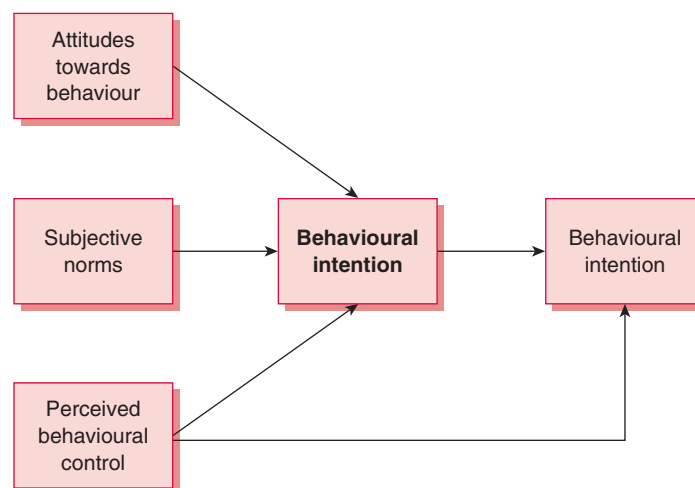 Attitudes
towards
behaviour
Subjective
norms
Behavioural
intention
Behavioural
intention
Perceived
behavioural
control